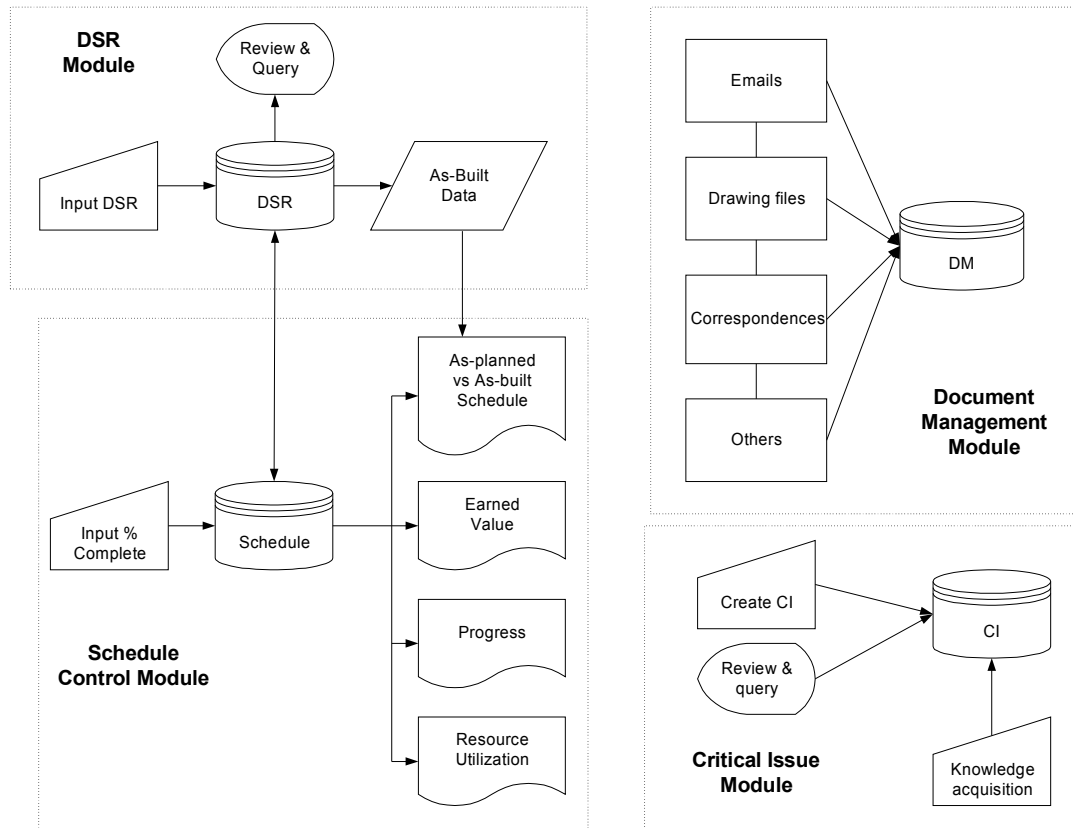 DSR
Module
Review &
Query
Input DSR
DSR
As-Built
Data
As-planned
vs As-built
Schedule
Input %
Complete
Schedule
Earned
Value
Progress
Resource
Utilization
Schedule
Control Module
Emails
Drawing files
Correspondences
Others
DM
Document
Management
Module
Create CI
Review &
query
CI
Knowledge
acquisition
Critical Issue
Module